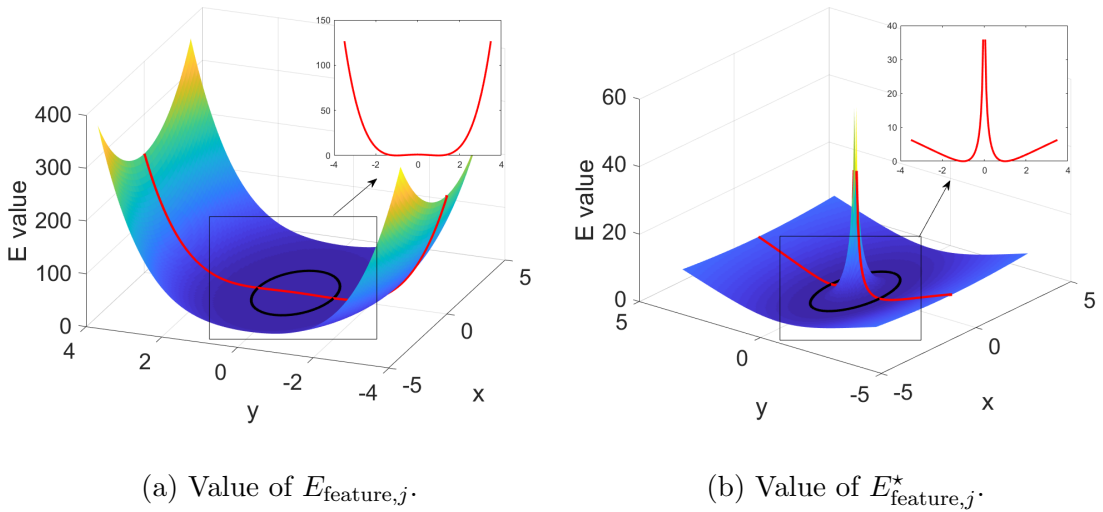 150
100
50
0
-4 -2 0 2 4
400
300
200
100
0
E value
4 2 0 -2 -4
y
-5 0 5
x
(a) Value of E_feature,j.
40
30
20
10
0
-4 -2 0 2 4
60
40
20
0
E value
5 0 -5
y
-5 0 5
x
(b) Value of E^⋆_feature,j.